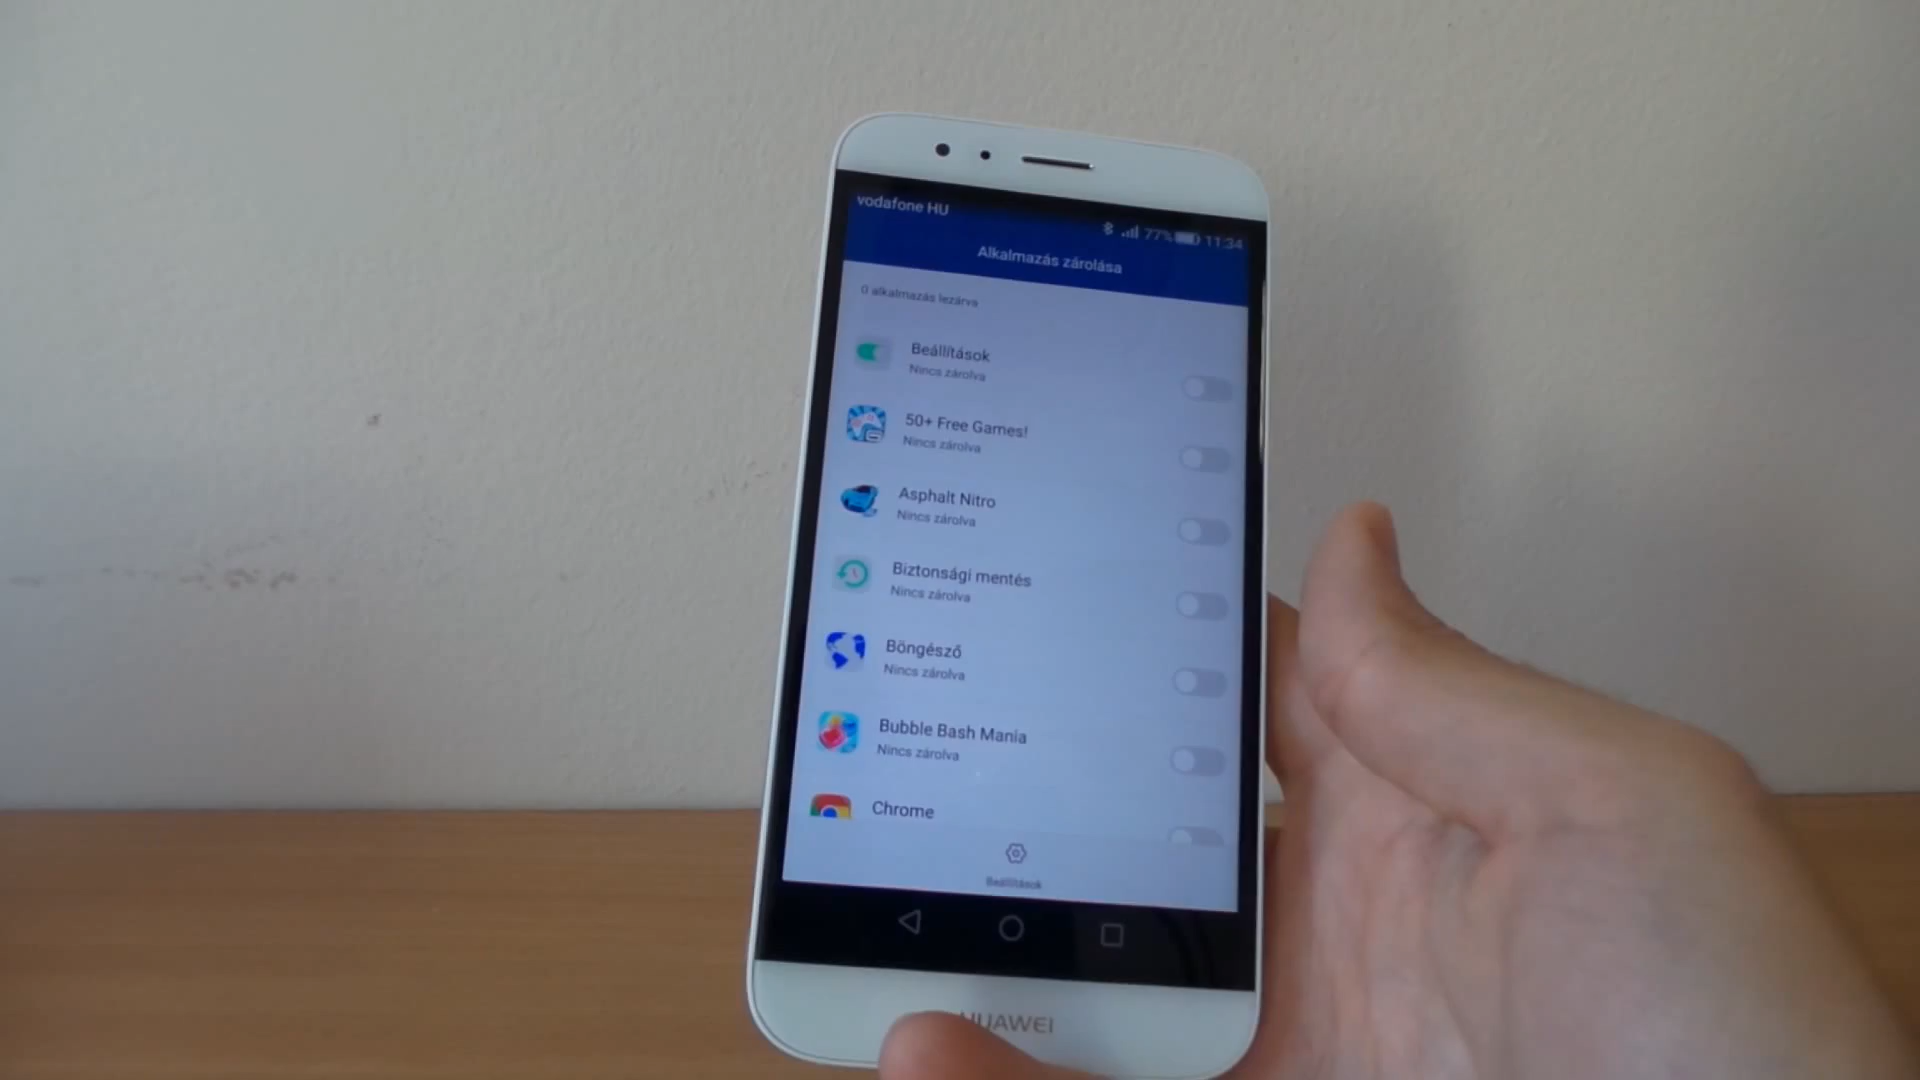 vodafone HU
77% 11:34
Alkalmazás zárolása
0 alkalmazás lezárva
Beállítások
Nincs zárolva
50+ Free Games!
Nincs zárolva
Asphalt Nitro
Nincs zárolva
Biztonsági mentés
Nincs zárolva
Böngésző
Nincs zárolva
Bubble Bash Mania
Nincs zárolva
Chrome
Beállítások
HUAWEI